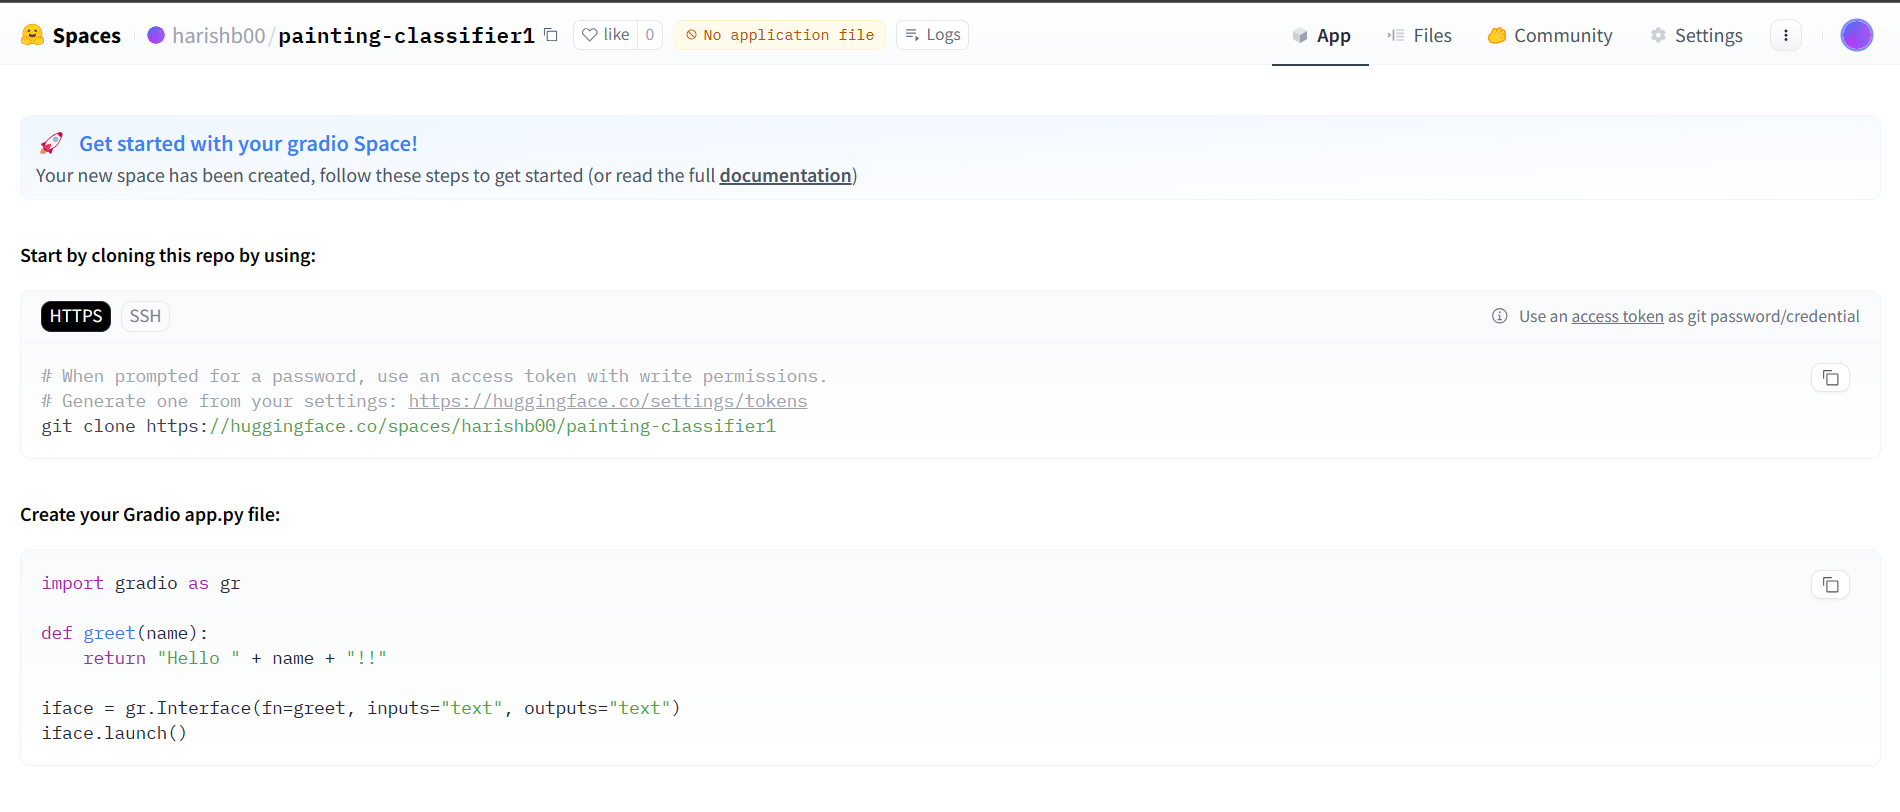 Spaces
harishb00/painting-classifier1
like 0
No application file
Logs
App
Files
Community
Settings
Get started with your gradio Space!
Your new space has been created, follow these steps to get started (or read the full documentation)
Start by cloning this repo by using:
HTTPS SSH
Use an access token as git password/credential
# When prompted for a password, use an access token with write permissions.
# Generate one from your settings: https://huggingface.co/settings/tokens
git clone https://huggingface.co/spaces/harishb00/painting-classifier1
Create your Gradio app.py file:
import gradio as gr
def greet(name):
    return "Hello " + name + "!!"
iface = gr.Interface(fn=greet, inputs="text", outputs="text")
iface.launch()